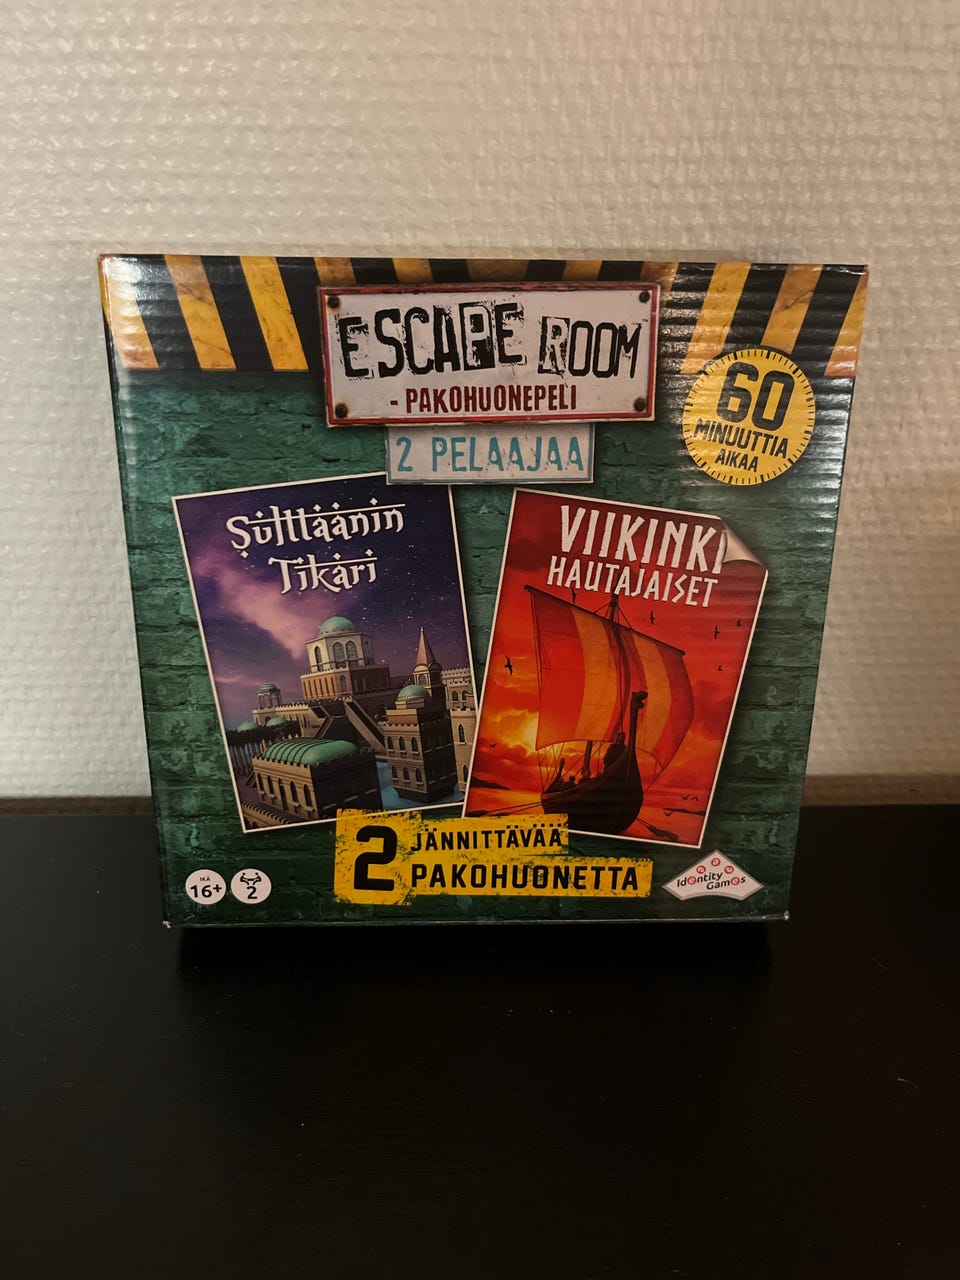 ESCAPE ROOM
- PAKOHUONEPELI
2 PELAAJAA
60
MINUUTTIA
AIKAA
Sulttaanin
Tikari
VIIKINKI
HAUTAJAISET
2 JÄNNITTÄVÄÄ
PAKOHUONETTA
IKÄ
16+
2
Identity
Games